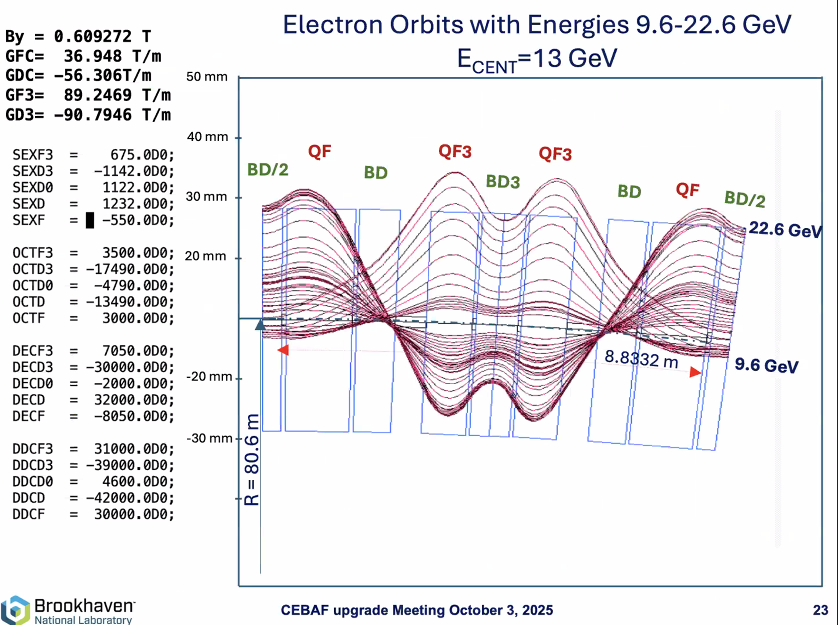 Electron Orbits with Energies 9.6-22.6 GeV
E_CENT=13 GeV
By = 0.609272 T
GFC= 36.948 T/m
GDC= -56.306T/m
GF3= 89.2469 T/m
GD3= -90.7946 T/m
SEXF3 = 675.0D0;
SEXD3 = -1142.0D0;
SEXD0 = 1122.0D0;
SEXD = 1232.0D0;
SEXF = -550.0D0;
OCTF3 = 3500.0D0;
OCTD3 = -17490.0D0;
OCTD0 = -4790.0D0;
OCTD = -13490.0D0;
OCTF = 3000.0D0;
DECF3 = 7050.0D0;
DECD3 = -30000.0D0;
DECD0 = -2000.0D0;
DECD = 32000.0D0;
DECF = -8050.0D0;
DDCF3 = 31000.0D0;
DDCD3 = -39000.0D0;
DDCD0 = 4600.0D0;
DDCD = -42000.0D0;
DDCF = 30000.0D0;
50 mm
40 mm
30 mm
20 mm
-20 mm
-30 mm
BD/2
QF
BD
QF3
BD3
QF3
BD
QF
BD/2
22.6 GeV
9.6 GeV
8.8332 m
R = 80.6 m
Brookhaven
National Laboratory
CEBAF upgrade Meeting October 3, 2025
23